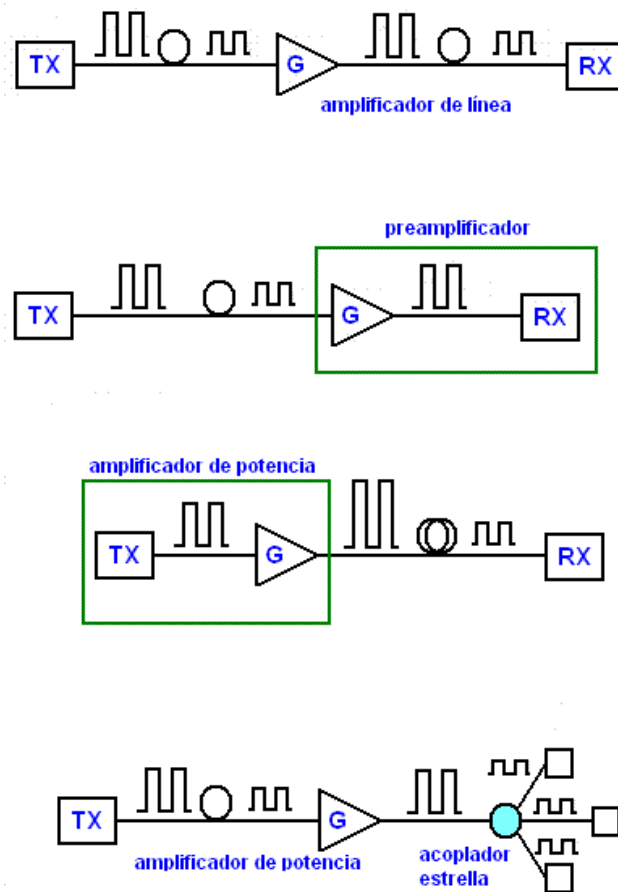 TX G RX
amplificador de línea
preamplificador
TX G RX
amplificador de potencia
TX G RX
TX G
amplificador de potencia acoplador
estrella